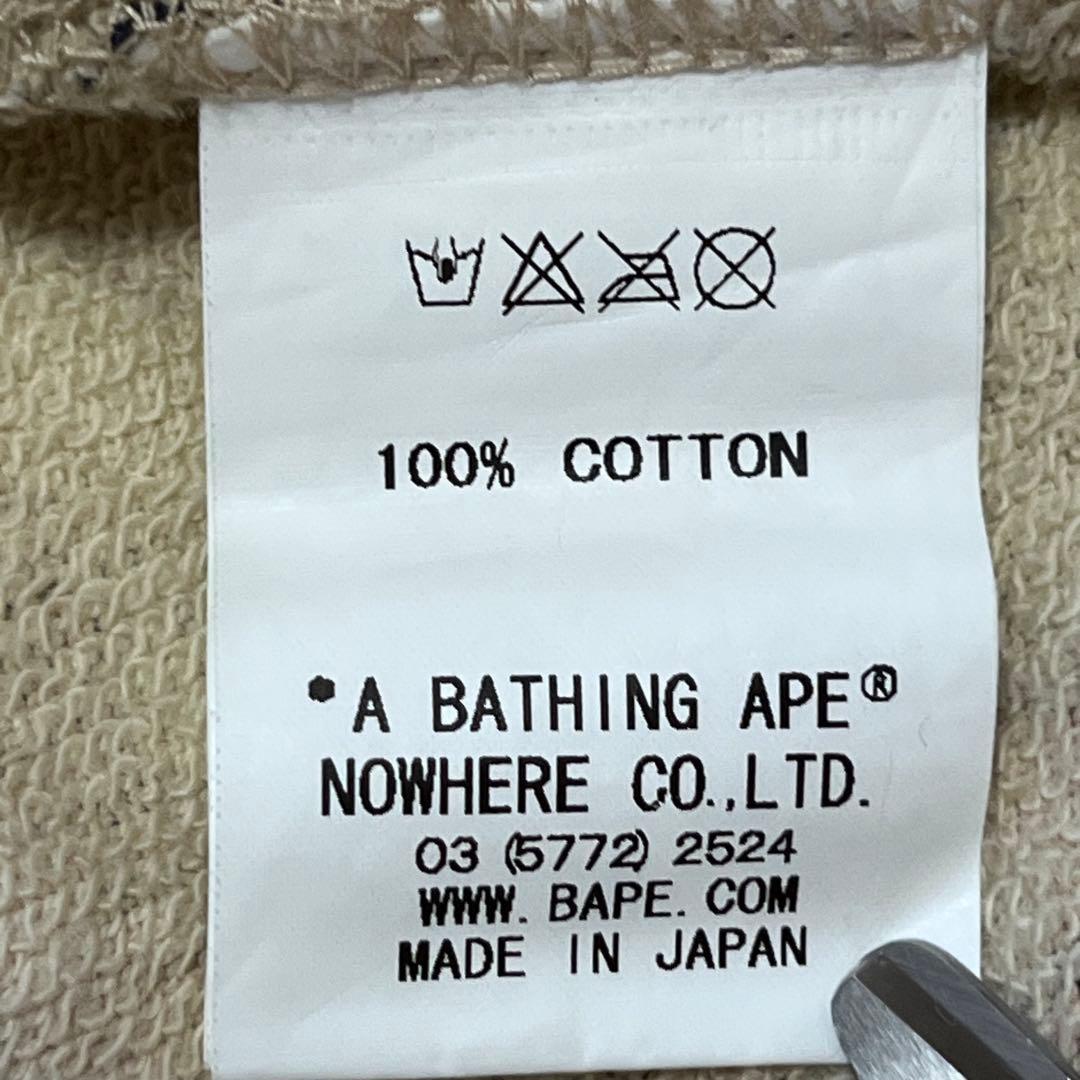 100% COTTON
*A BATHING APE®
NOWHERE CO.,LTD.
03 (5772) 2524
WWW. BAPE. COM
MADE IN JAPAN